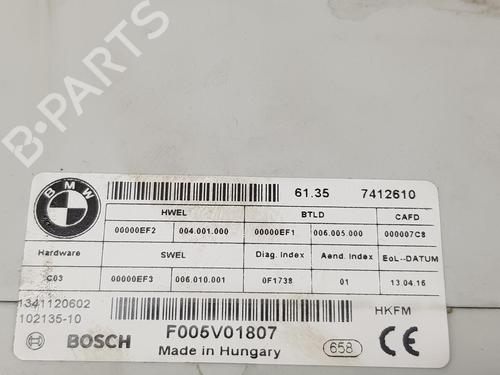 B-PARTS
BMW
61.35 7412610
HWEL BTLD CAFD
00000EF2 004.001.000 00000EF1 006.005.000 000007C8
Hardware SWEL Diag. Index Aend. Index EoL--DATUM
C03 00000EF3 006.010.001 0F1738 01 13.04.16
1341120602
102135-10
HKFM
BOSCH F005V01807
Made in Hungary 658 CE